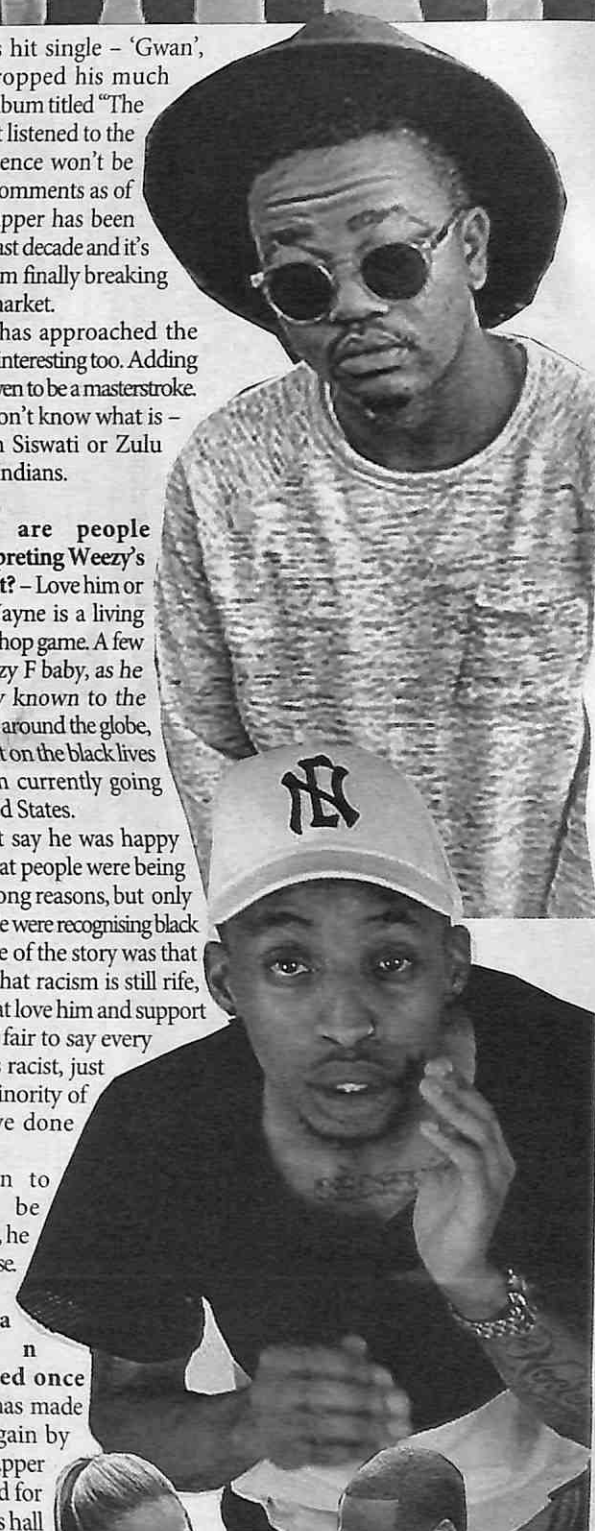 s hit single – ‘Gwan’,
opped his much
bum titled “The
t listened to the
ence won’t be
omments as of
pper has been
ast decade and it’s
m finally breaking
arket.
has approached the
interesting too. Adding
ven to be a masterstroke.
on’t know what is –
n Siswati or Zulu
ndians.
are people
preting Weezy’s
t? – Love him or
ayne is a living
hop game. A few
zy F baby, as he
y known to the
around the globe,
t on the black lives
n currently going
d States.
t say he was happy
at people were being
ong reasons, but only
e were recognising black
e of the story was that
hat racism is still rife,
at love him and support
fair to say every
s racist, just
inority of
ve done
n to
be
, he
se.
a
n
ed once
has made
gain by
pper
d for
s hall
NY